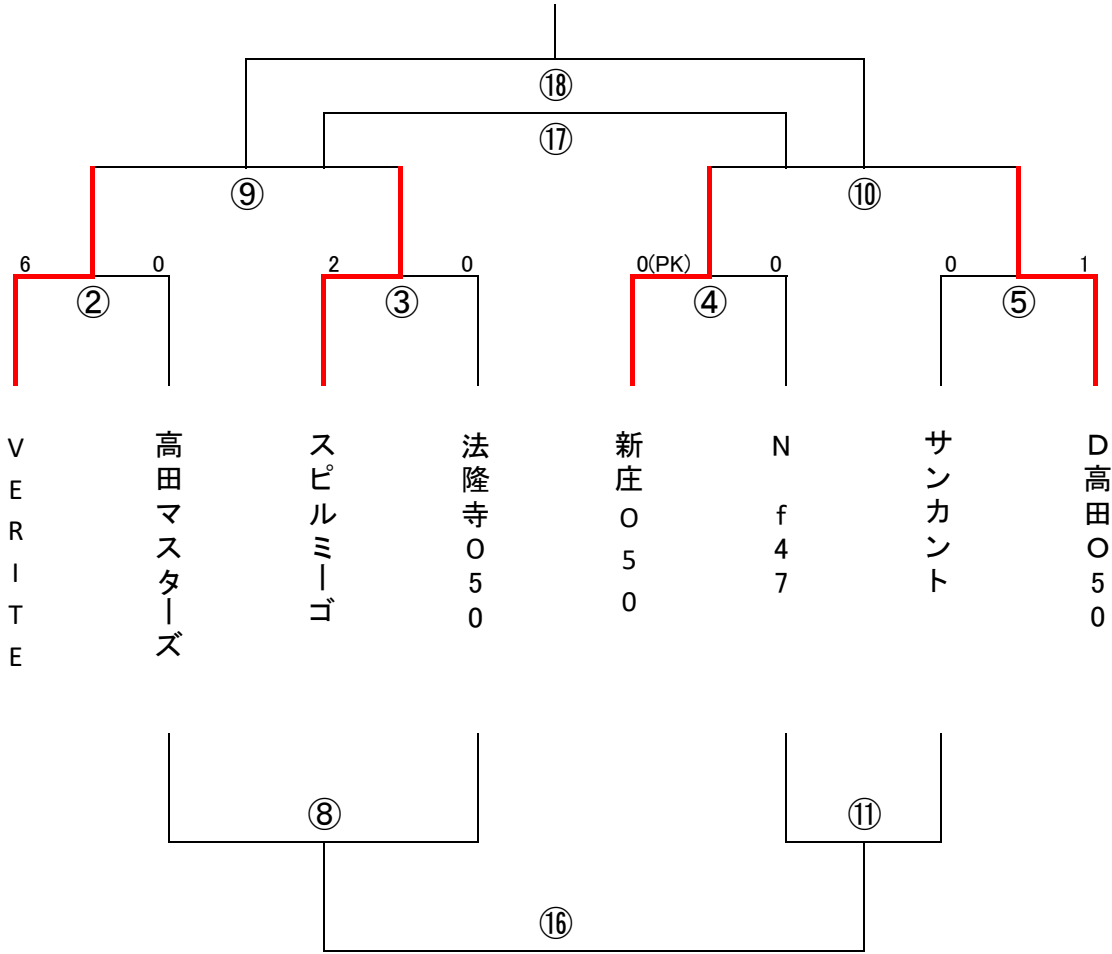 ⑱
⑰
⑨ ⑩
6 0 2 0 0(PK) 0 0 1
② ③ ④ ⑤
VERITE
高田マスターズ
スピルミーゴ
法隆寺O50
新庄O50
N f47
サンカント
D高田O50
⑧ ⑪
⑯